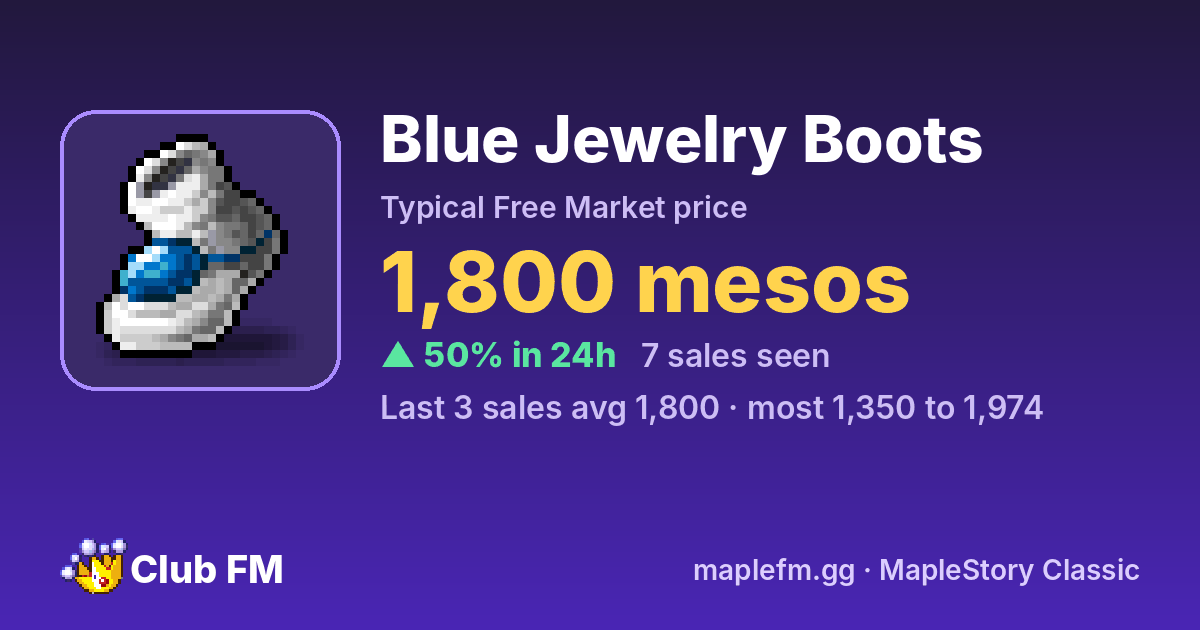 Blue Jewelry Boots
Typical Free Market price
1,800 mesos
▲ 50% in 24h 7 sales seen
Last 3 sales avg 1,800 · most 1,350 to 1,974
Club FM
maplefm.gg · MapleStory Classic